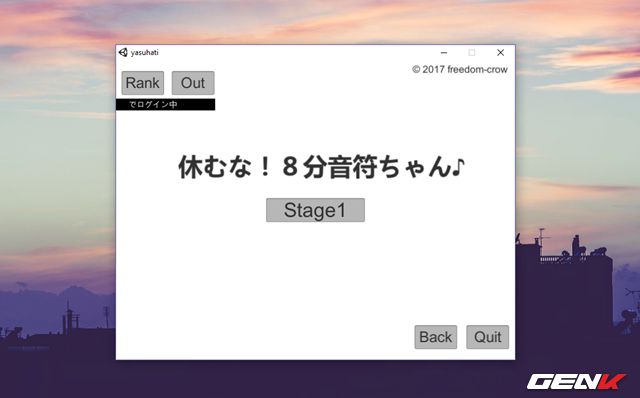 yasuhati
© 2017 freedom-crow
Rank
Out
でログイン中
休むな！８分音符ちゃん♪
Stage1
Back
Quit
GENK